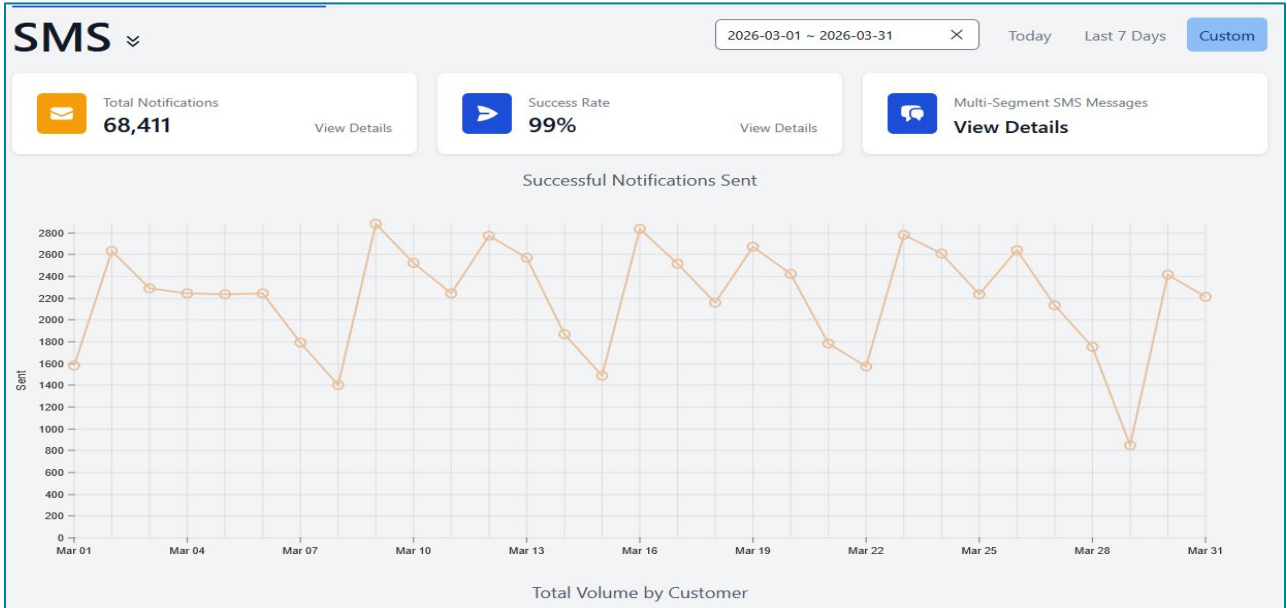 SMS
2026-03-01 ~ 2026-03-31
Today
Last 7 Days
Custom
Total Notifications
68,411
View Details
Success Rate
99%
View Details
Multi-Segment SMS Messages
View Details
Successful Notifications Sent
Sent
2800
2600
2400
2200
2000
1800
1600
1400
1200
1000
800
600
400
200
0
Mar 01 Mar 04 Mar 07 Mar 10 Mar 13 Mar 16 Mar 19 Mar 22 Mar 25 Mar 28 Mar 31
Total Volume by Customer